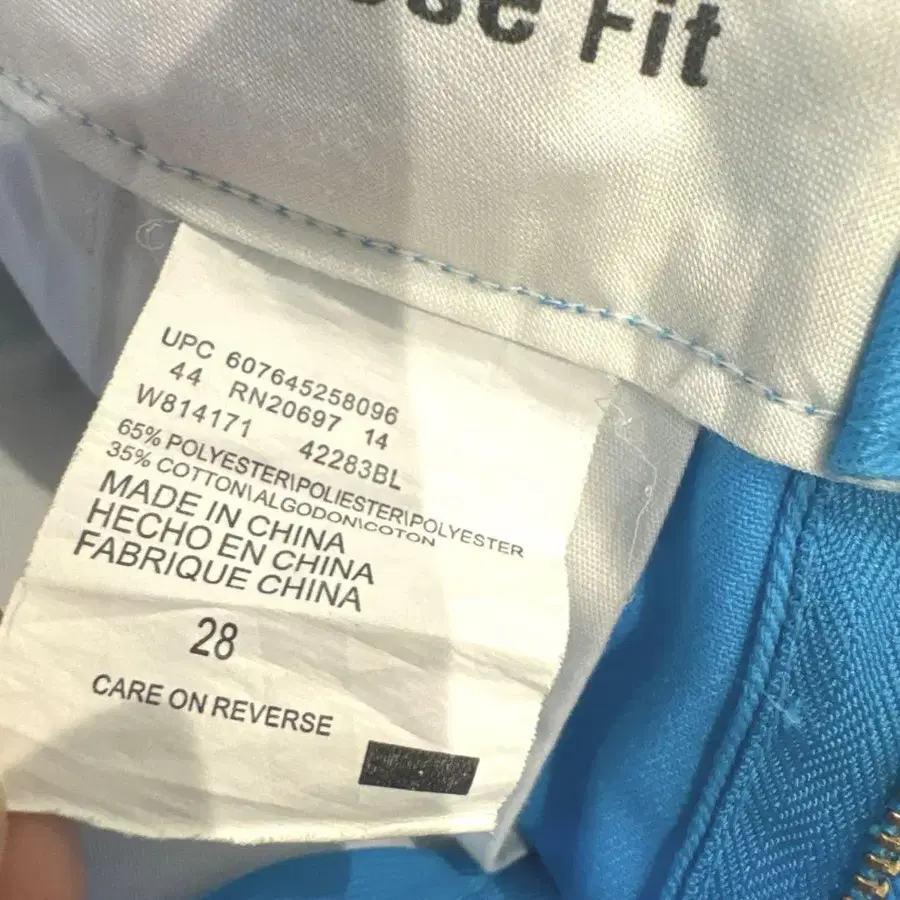 Fit
UPC 607645258096
44 RN20697 14
W814171 42283BL
65% POLYESTER\POLIESTER\POLYESTER
35% COTTON\ALGODON\COTON
MADE IN CHINA
HECHO EN CHINA
FABRIQUE CHINA
28
CARE ON REVERSE